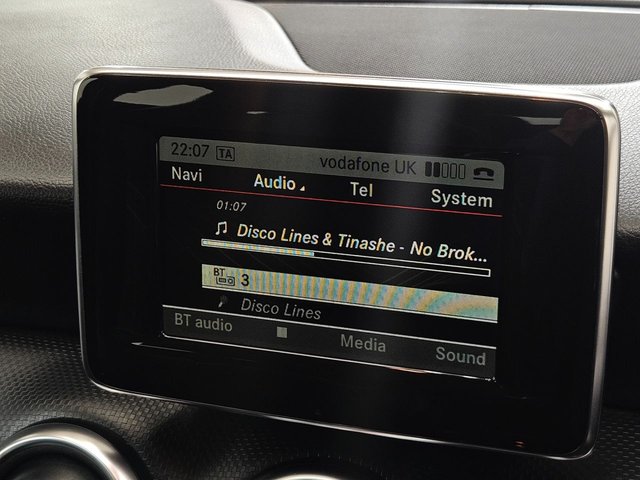 22:07 TA vodafone UK
Navi Audio Tel System
01:07
Disco Lines & Tinashe - No Brok...
BT 3
Disco Lines
BT audio Media Sound